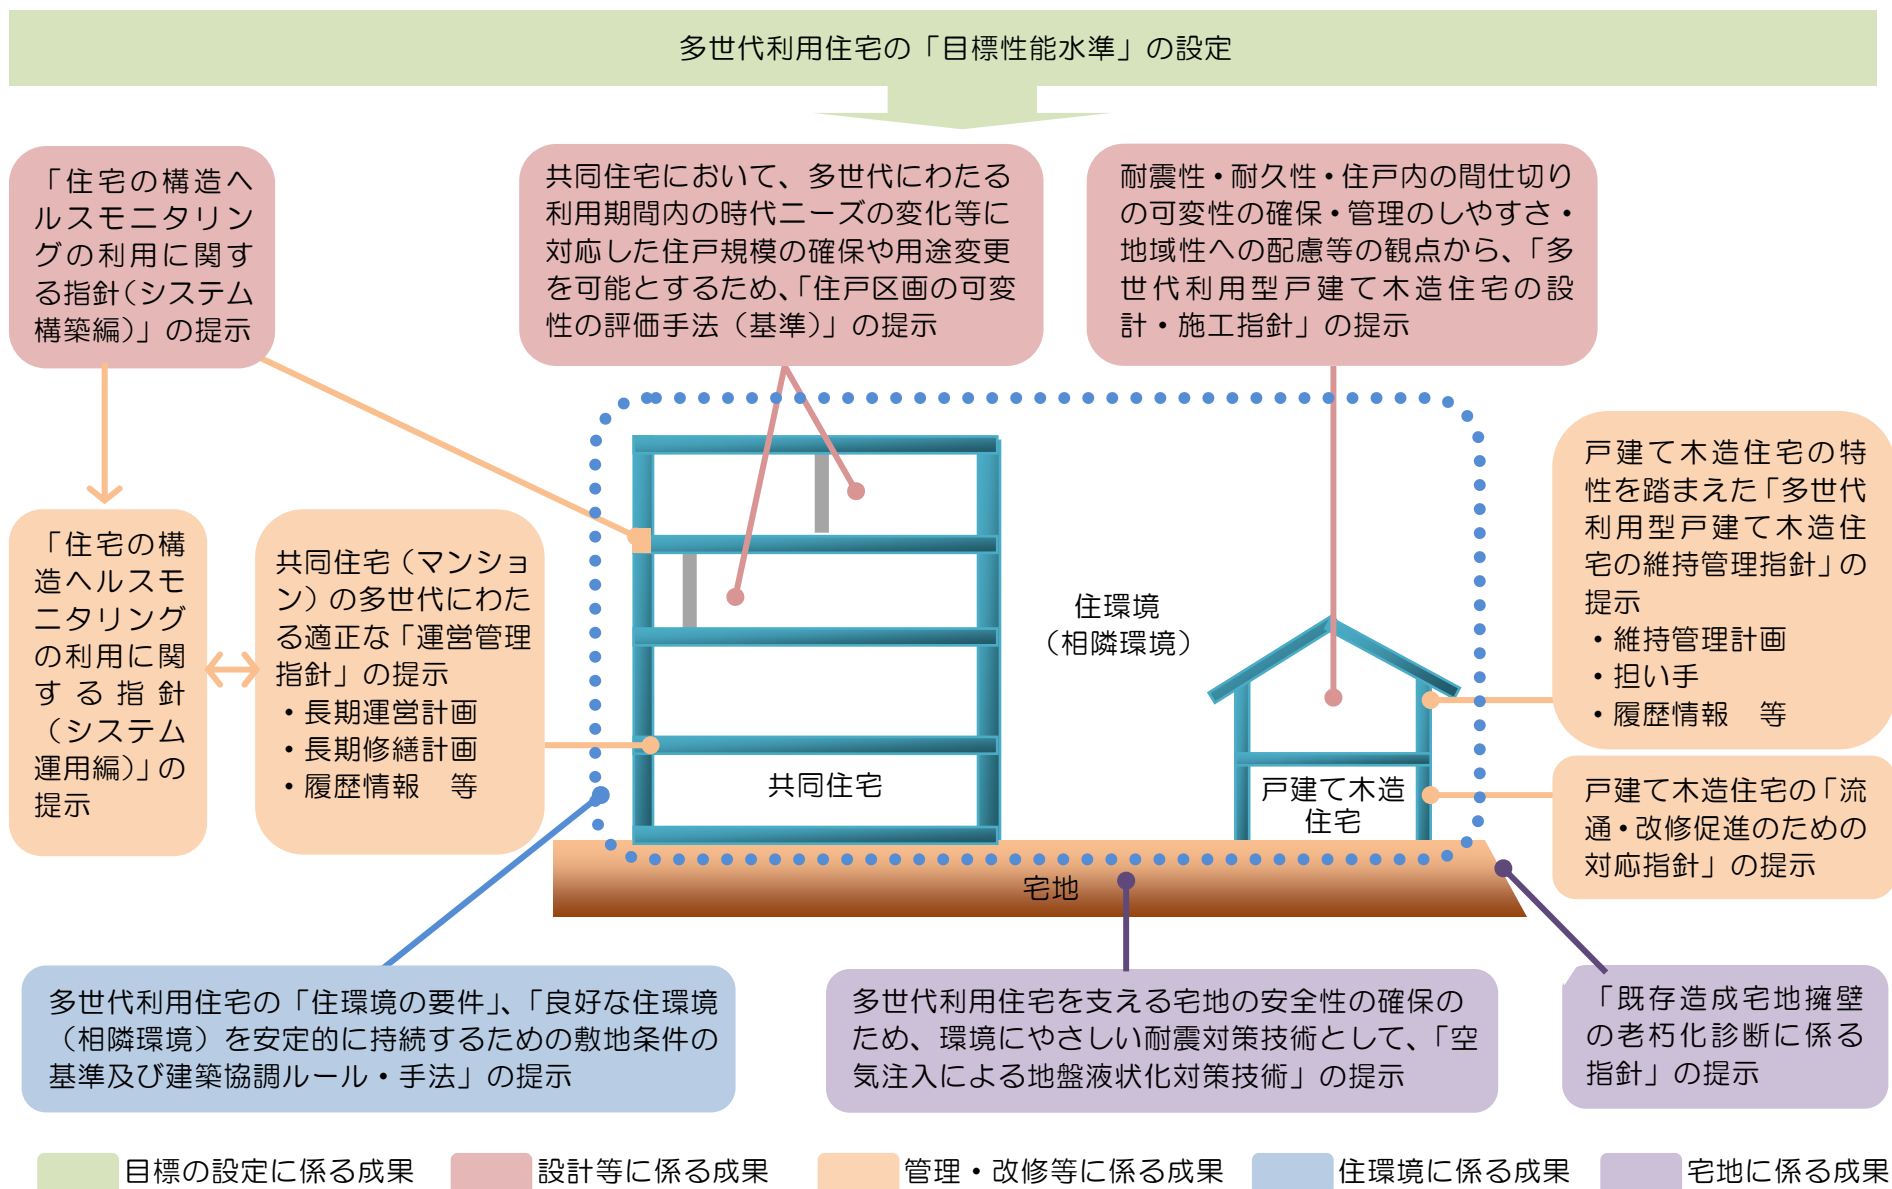 多世代利用住宅の「目標性能水準」の設定
「住宅の構造ヘ
ルスモニタリン
グの利用に関す
る指針（システム
構築編）」の提示
共同住宅において、多世代にわたる
利用期間内の時代ニーズの変化等に
対応した住戸規模の確保や用途変更
を可能とするため、「住戸区画の可変
性の評価手法（基準）」の提示
耐震性・耐久性・住戸内の間仕切り
の可変性の確保・管理のしやすさ・
地域性への配慮等の観点から、「多
世代利用型戸建て木造住宅の設
計・施工指針」の提示
「住宅の構
造ヘルスモ
ニタリング
の利用に関
する指針
（システム
運用編）」の
提示
共同住宅（マンショ
ン）の多世代にわた
る適正な「運営管理
指針」の提示
・長期運営計画
・長期修繕計画
・履歴情報　等
共同住宅
住環境
（相隣環境）
戸建て木造
住宅
宅地
戸建て木造住宅の特
性を踏まえた「多世代
利用型戸建て木造住
宅の維持管理指針」の
提示
・維持管理計画
・担い手
・履歴情報　等
戸建て木造住宅の「流
通・改修促進のための
対応指針」の提示
多世代利用住宅の「住環境の要件」、「良好な住環境
（相隣環境）を安定的に持続するための敷地条件の
基準及び建築協調ルール・手法」の提示
多世代利用住宅を支える宅地の安全性の確保の
ため、環境にやさしい耐震対策技術として、「空
気注入による地盤液状化対策技術」の提示
「既存造成宅地擁壁
の老朽化診断に係る
指針」の提示
目標の設定に係る成果
設計等に係る成果
管理・改修等に係る成果
住環境に係る成果
宅地に係る成果